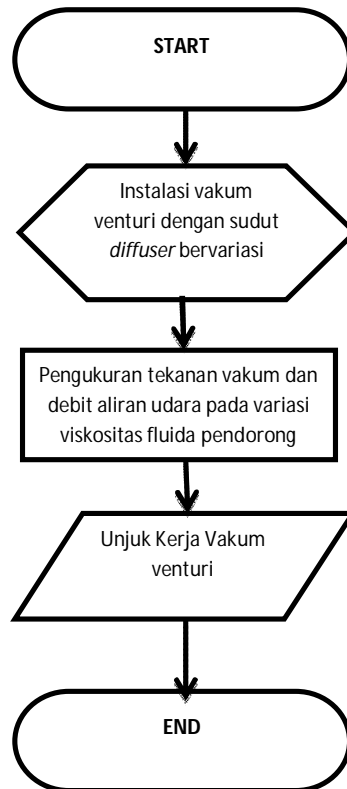 START
Instalasi vakum
venturi dengan sudut
diffuser bervariasi
Pengukuran tekanan vakum dan
debit aliran udara pada variasi
viskositas fluida pendorong
Unjuk Kerja Vakum
venturi
END